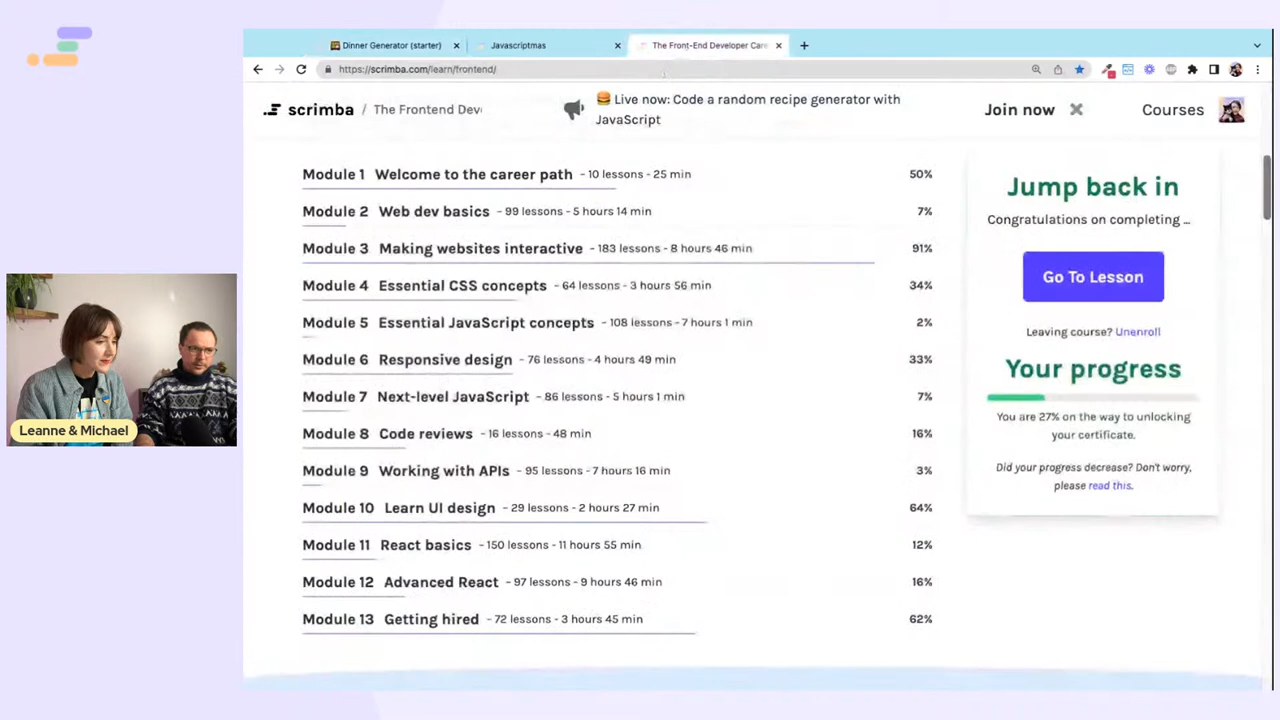 Dinner Generator (starter)
Javascriptmas
The Front-End Developer Care
https://scrimba.com/learn/frontend/
scrimba / The Frontend Dev
🍔 Live now: Code a random recipe generator with
JavaScript
Join now
Courses
Module 1 Welcome to the career path - 10 lessons - 25 min 50%
Module 2 Web dev basics - 99 lessons - 5 hours 14 min 7%
Module 3 Making websites interactive - 183 lessons - 8 hours 46 min 91%
Module 4 Essential CSS concepts - 64 lessons - 3 hours 56 min 34%
Module 5 Essential JavaScript concepts - 108 lessons - 7 hours 1 min 2%
Module 6 Responsive design - 76 lessons - 4 hours 49 min 33%
Module 7 Next-level JavaScript - 86 lessons - 5 hours 1 min 7%
Module 8 Code reviews - 16 lessons - 48 min 16%
Module 9 Working with APIs - 95 lessons - 7 hours 16 min 3%
Module 10 Learn UI design - 29 lessons - 2 hours 27 min 64%
Module 11 React basics - 150 lessons - 11 hours 55 min 12%
Module 12 Advanced React - 97 lessons - 9 hours 46 min 16%
Module 13 Getting hired - 72 lessons - 3 hours 45 min 62%
Jump back in
Congratulations on completing ...
Go To Lesson
Leaving course? Unenroll
Your progress
You are 27% on the way to unlocking
your certificate.
Did your progress decrease? Don't worry,
please read this.
Leanne & Michael